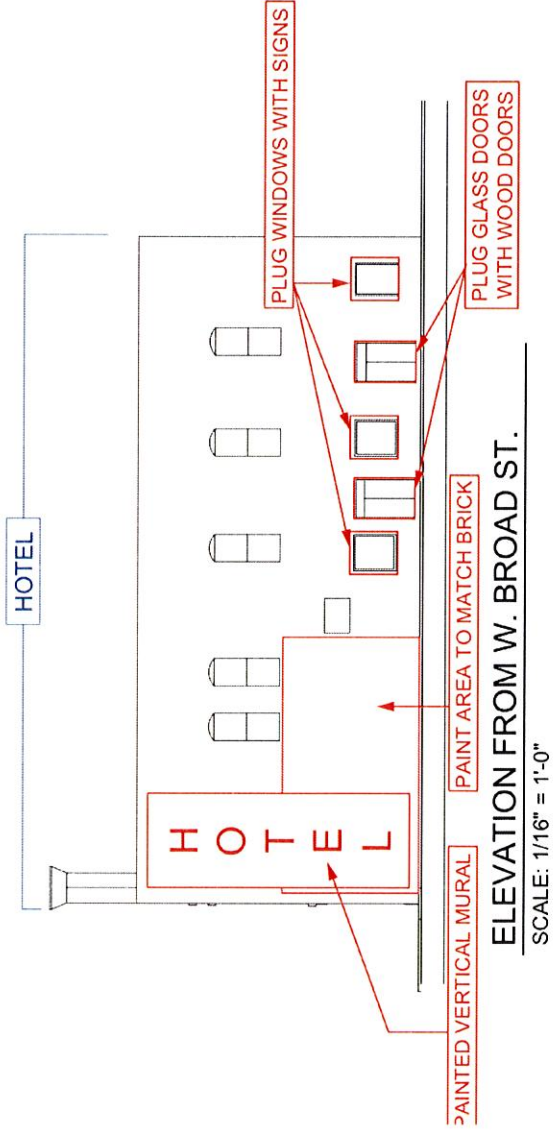 HOTEL
PLUG WINDOWS WITH SIGNS
H
O
T
E
L
PLUG GLASS DOORS
WITH WOOD DOORS
PAINT AREA TO MATCH BRICK
PAINTED VERTICAL MURAL
ELEVATION FROM W. BROAD ST.
SCALE: 1/16" = 1'-0"